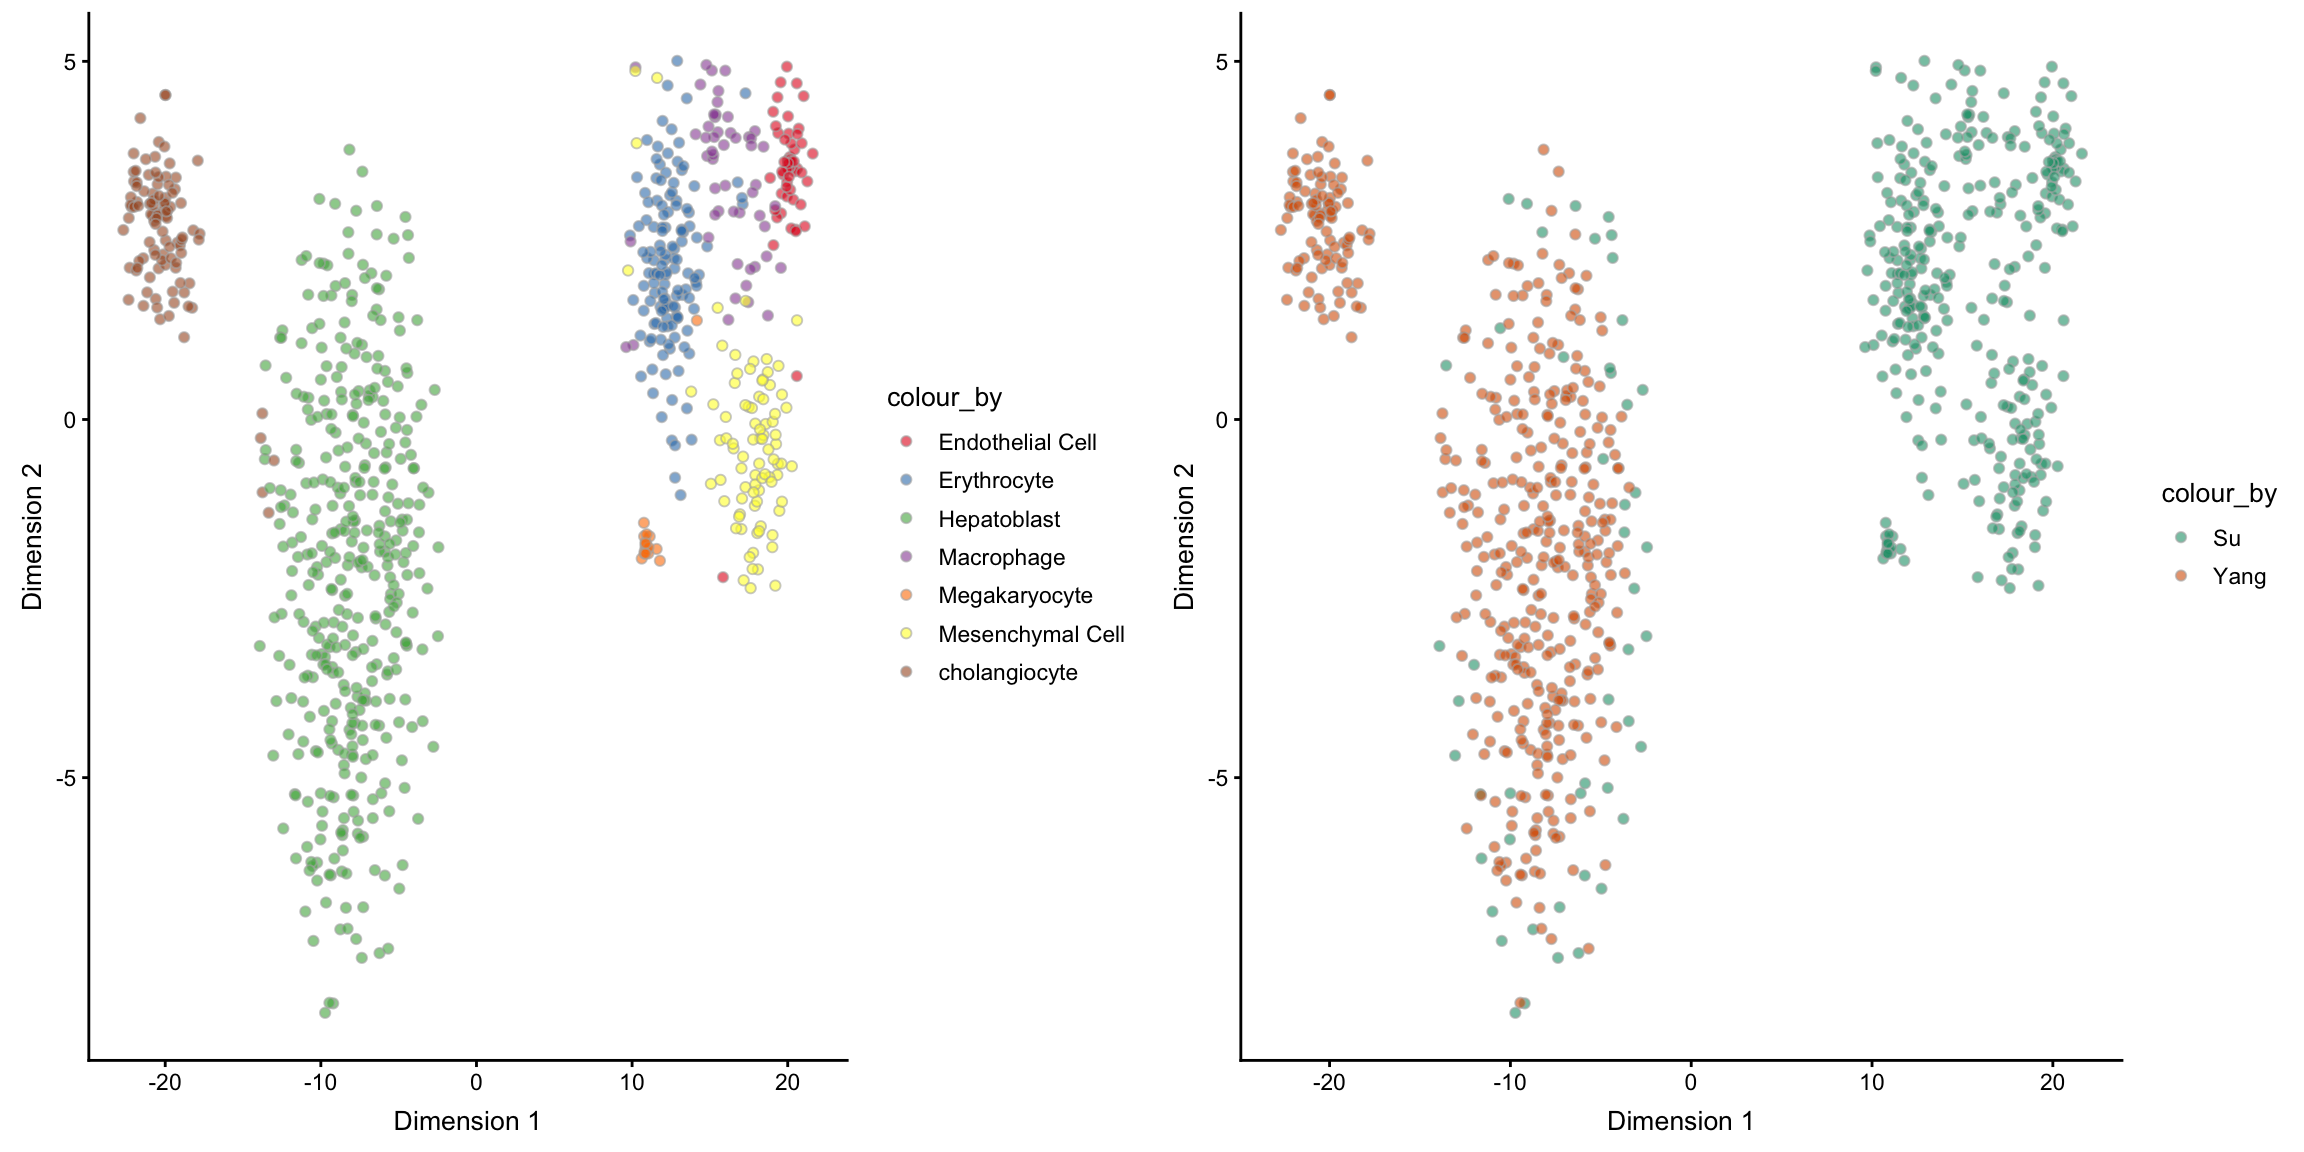 5
0
-5
-20
-10
0
10
20
Dimension 1
Dimension 2
colour_by
Endothelial Cell
Erythrocyte
Hepatoblast
Macrophage
Megakaryocyte
Mesenchymal Cell
cholangiocyte
5
0
-5
-20
-10
0
10
20
Dimension 1
Dimension 2
colour_by
Su
Yang